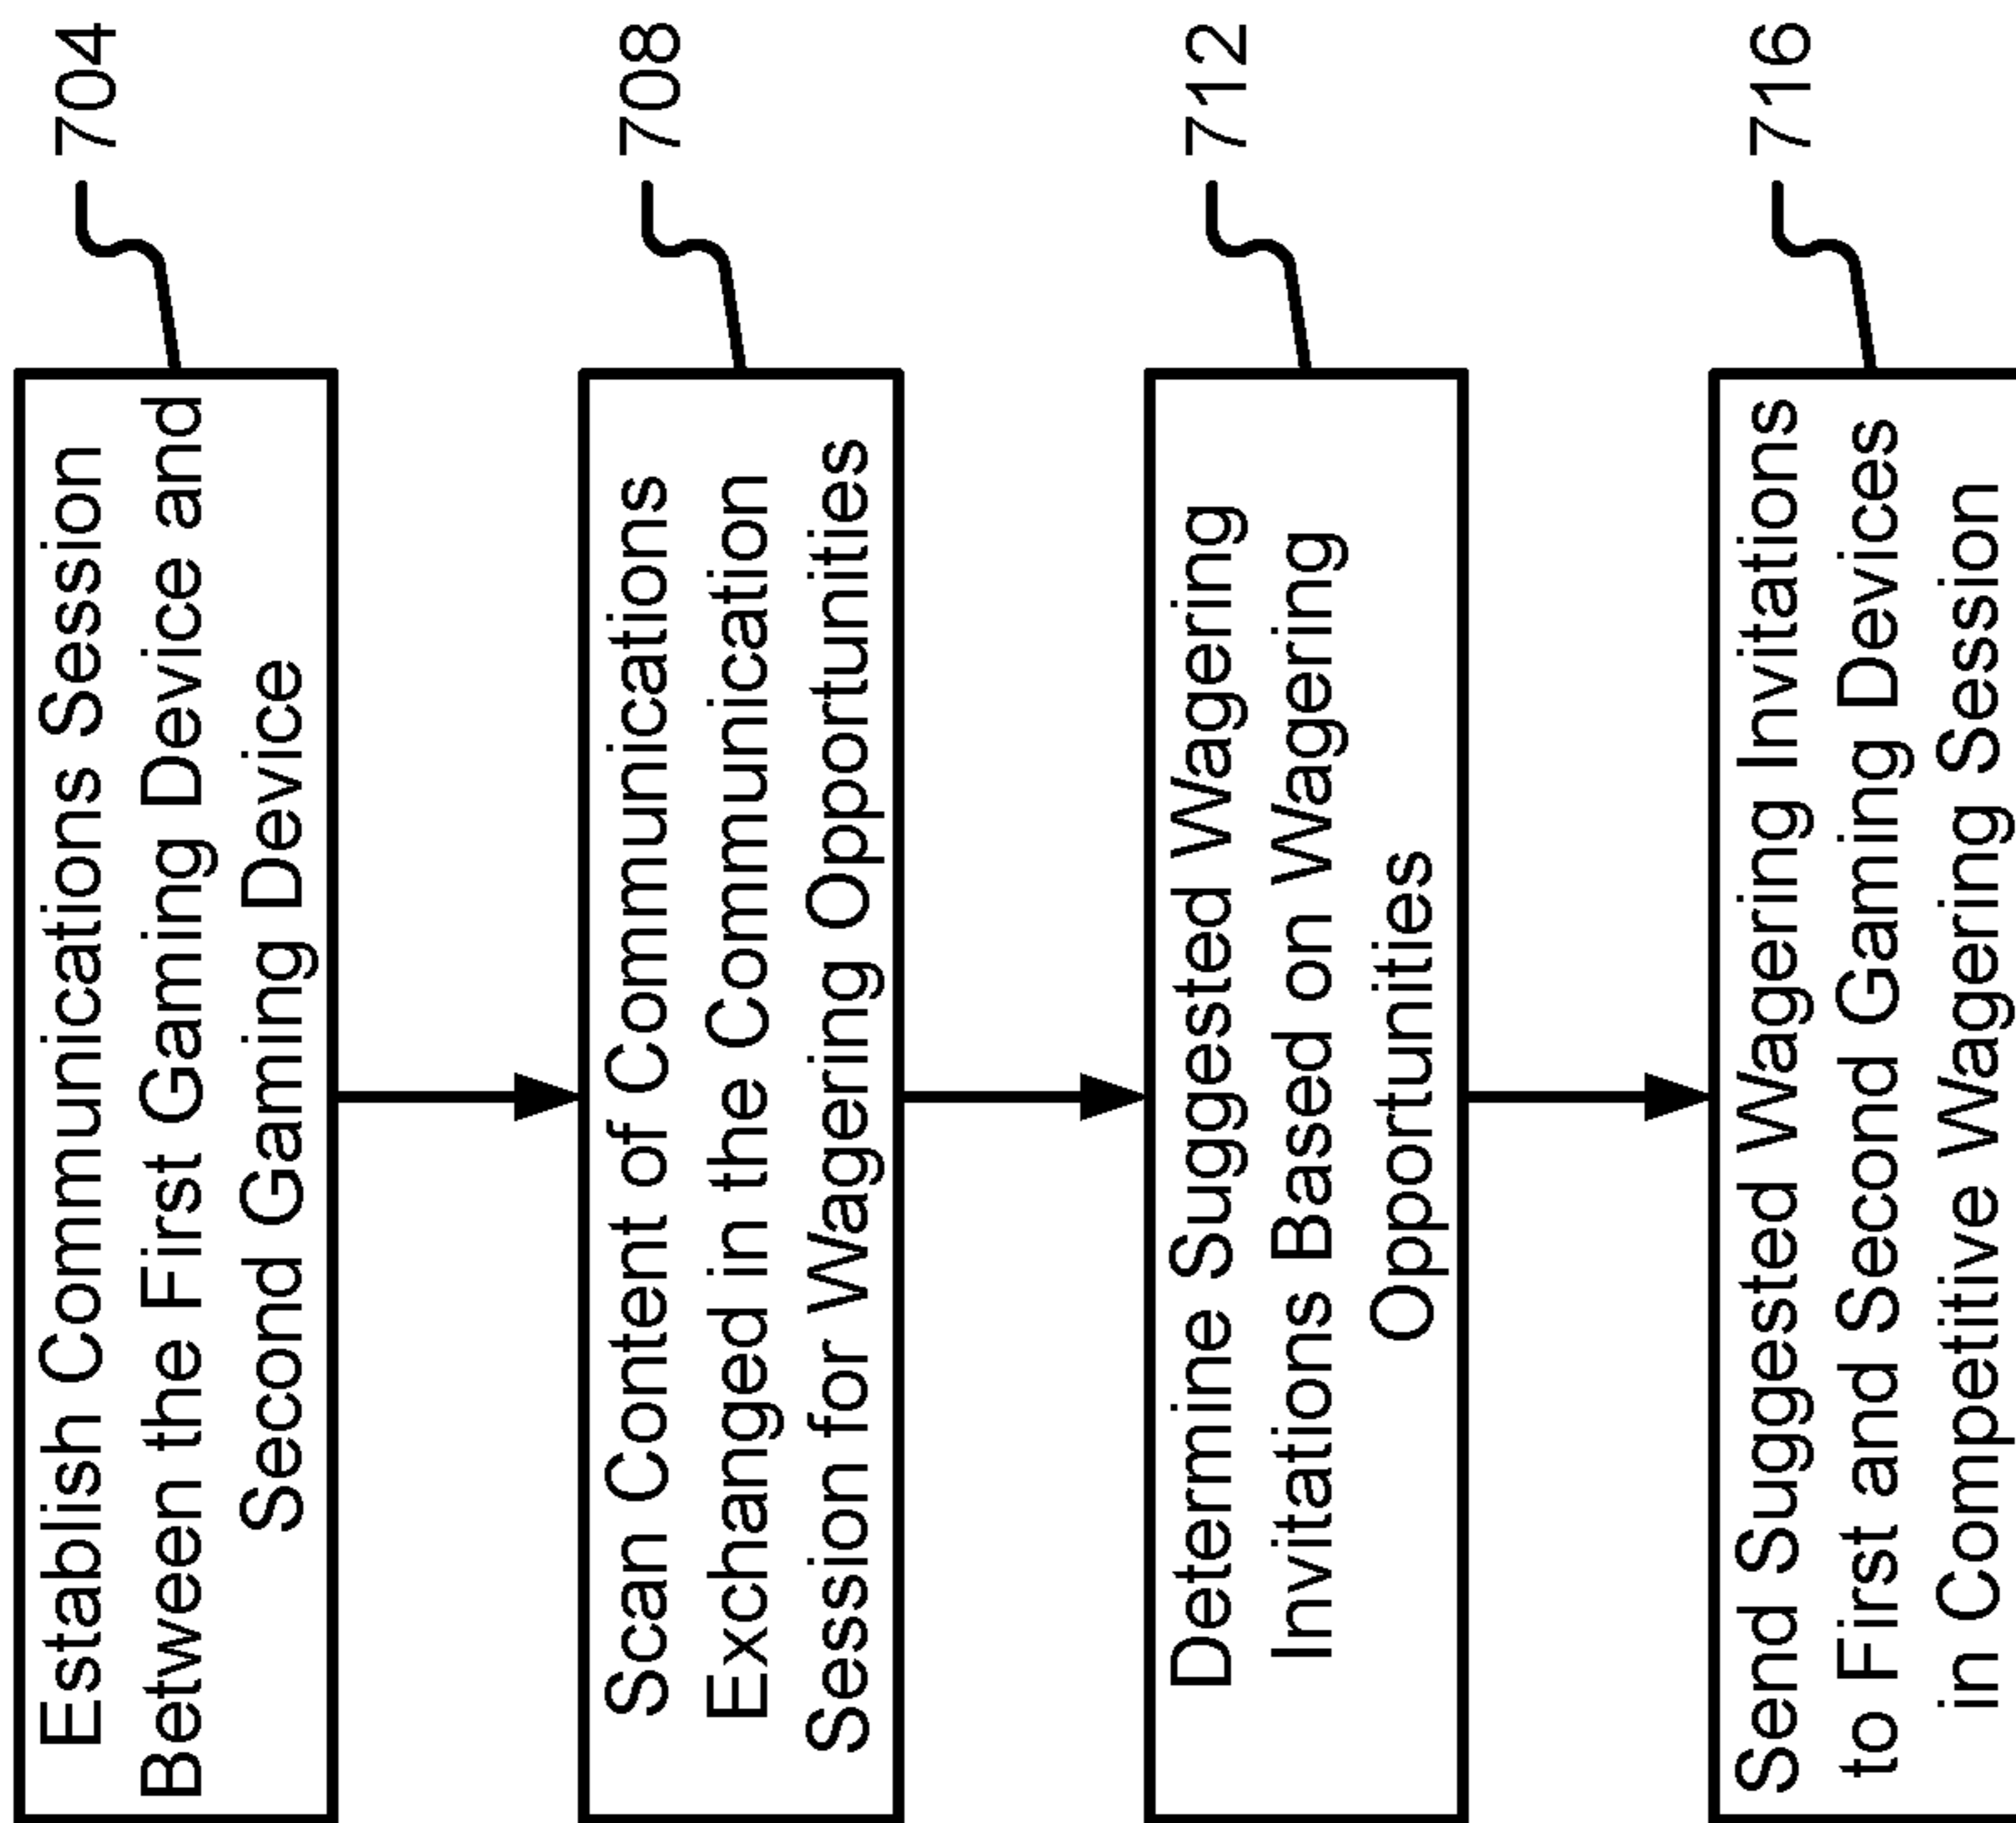 Establish Communications Session
Between the First Gaming Device and
Second Gaming Device
704
Scan Content of Communications
Exchanged in the Communication
Session for Wagering Opportunities
708
Determine Suggested Wagering
Invitations Based on Wagering
Opportunities
712
Send Suggested Wagering Invitations
to First and Second Gaming Devices
in Competitive Wagering Session
716